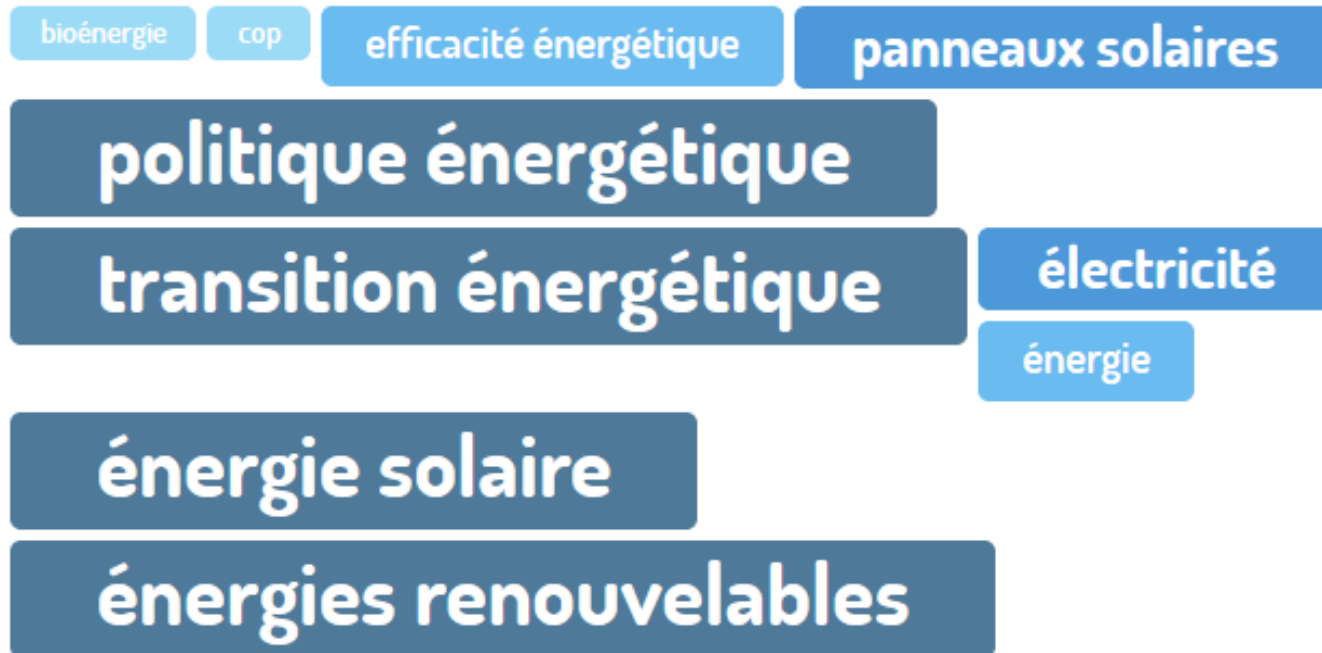 bioénergie cop efficacité énergétique panneaux solaires
politique énergétique
transition énergétique électricité
énergie
énergie solaire
énergies renouvelables